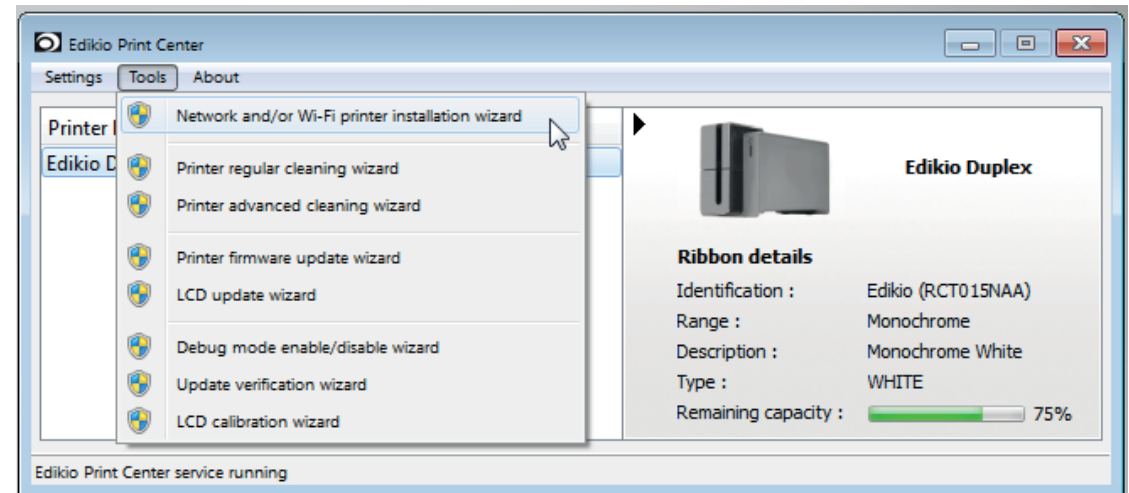 Edikio Print Center
Settings Tools About
Printer
Edikio D
Network and/or Wi-Fi printer installation wizard
Printer regular cleaning wizard
Printer advanced cleaning wizard
Printer firmware update wizard
LCD update wizard
Debug mode enable/disable wizard
Update verification wizard
LCD calibration wizard
Edikio Duplex
Ribbon details
Identification : Edikio (RCT015NAA)
Range : Monochrome
Description : Monochrome White
Type : WHITE
Remaining capacity : 75%
Edikio Print Center service running